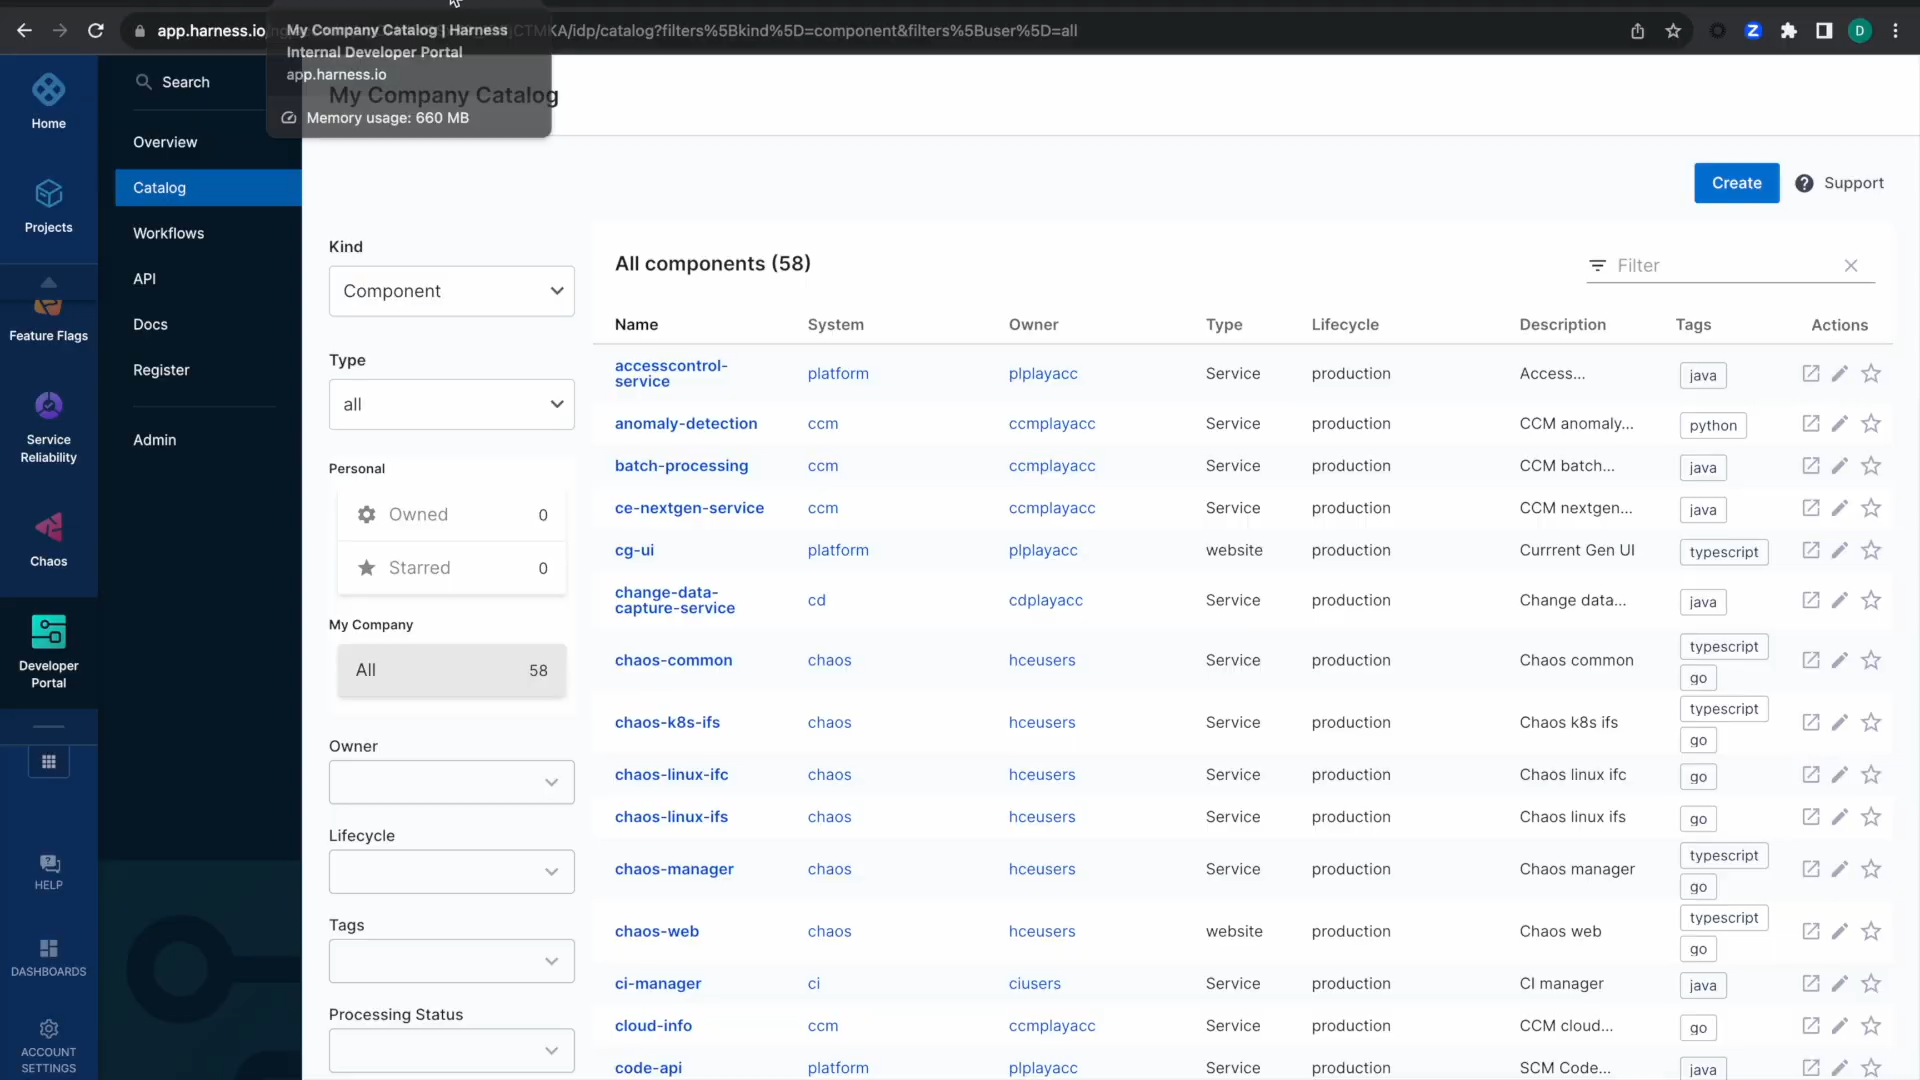 app.harness.io
CTMKA/idp/catalog?filters%5Bkind%5D=component&filters%5Buser%5D=all
D
My Company Catalog | Harness
Internal Developer Portal
app.harness.io
Memory usage: 660 MB
My Company Catalog
Home
Projects
Feature Flags
Service
Reliability
Chaos
Developer
Portal
HELP
DASHBOARDS
ACCOUNT
SETTINGS
Search
Overview
Catalog
Workflows
API
Docs
Register
Admin
Create
Support
Kind
Component
Type
all
Personal
Owned 0
Starred 0
My Company
All 58
Owner
Lifecycle
Tags
Processing Status
All components (58)
Filter
Name System Owner Type Lifecycle Description Tags Actions
accesscontrol-
service platform plplayacc Service production Access... java
anomaly-detection ccm ccmplayacc Service production CCM anomaly... python
batch-processing ccm ccmplayacc Service production CCM batch... java
ce-nextgen-service ccm ccmplayacc Service production CCM nextgen... java
cg-ui platform plplayacc website production Currrent Gen UI typescript
change-data-
capture-service cd cdplayacc Service production Change data... java
chaos-common chaos hceusers Service production Chaos common typescript
go
chaos-k8s-ifs chaos hceusers Service production Chaos k8s ifs typescript
go
chaos-linux-ifc chaos hceusers Service production Chaos linux ifc go
chaos-linux-ifs chaos hceusers Service production Chaos linux ifs go
chaos-manager chaos hceusers Service production Chaos manager typescript
go
chaos-web chaos hceusers website production Chaos web typescript
go
ci-manager ci ciusers Service production CI manager java
cloud-info ccm ccmplayacc Service production CCM cloud... go
code-api platform plplayacc Service production SCM Code... java